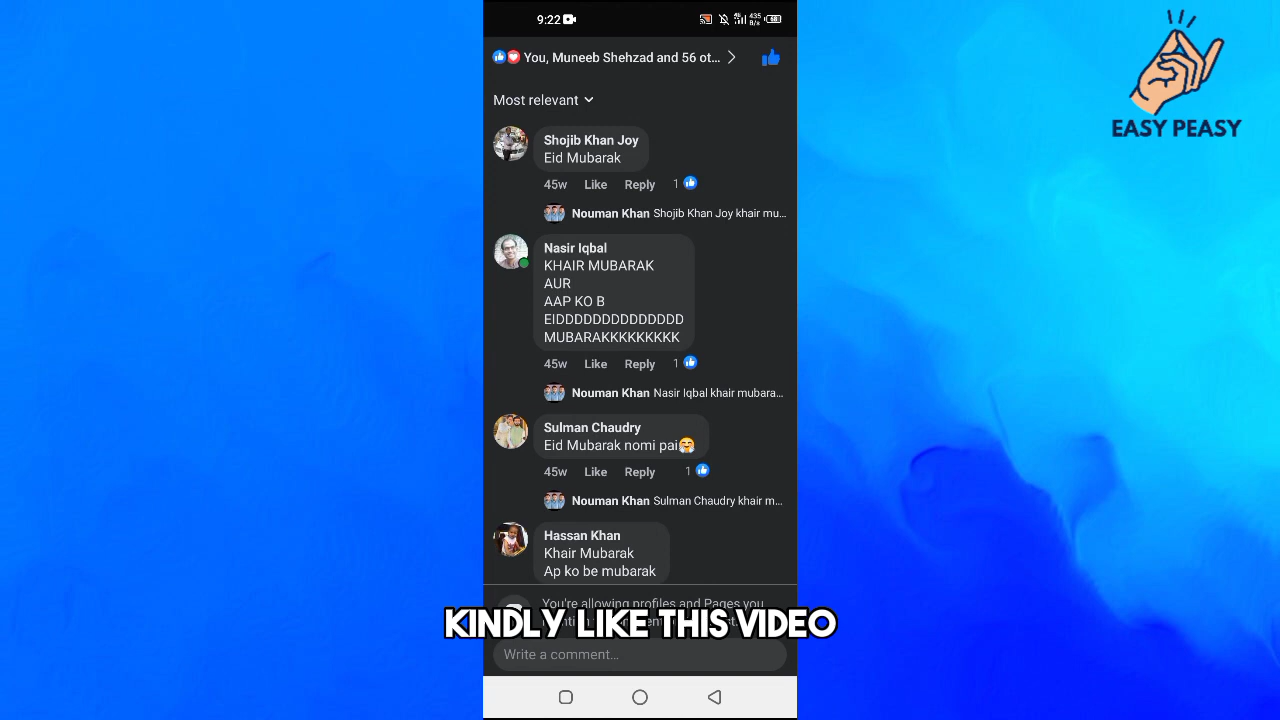 9:22
435
B/s
68
EASY PEASY
You, Muneeb Shehzad and 56 ot...
Most relevant
Shojib Khan Joy
Eid Mubarak
45w Like Reply 1
Nouman Khan Shojib Khan Joy khair mu...
Nasir Iqbal
KHAIR MUBARAK
AUR
AAP KO B
EIDDDDDDDDDDDDDD
MUBARAKKKKKKKKK
45w Like Reply 1
Nouman Khan Nasir Iqbal khair mubara...
Sulman Chaudry
Eid Mubarak nomi pai🤗
45w Like Reply 1
Nouman Khan Sulman Chaudry khair m...
Hassan Khan
Khair Mubarak
Ap ko be mubarak
You're allowing profiles and Pages you
KINDLY LIKE THIS VIDEO
Write a comment...